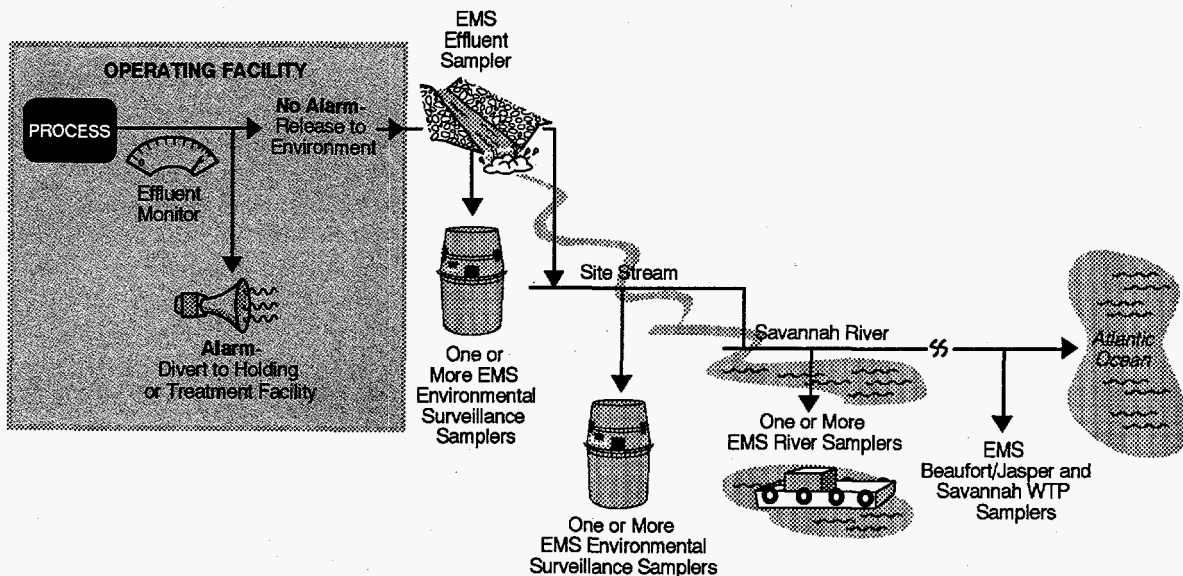 EMS
Effluent
Sampler
OPERATING FACILITY
PROCESS
No Alarm-
Release to
Environment
Effluent
Monitor
Alarm-
Divert to Holding
or Treatment Facility
One or
More EMS
Environmental
Surveillance
Samplers
Site Stream
One or More
EMS Environmental
Surveillance Samplers
Savannah River
One or More
EMS River Samplers
EMS
Beaufort/Jasper and
Savannah WTP
Samplers
Atlantic
Ocean